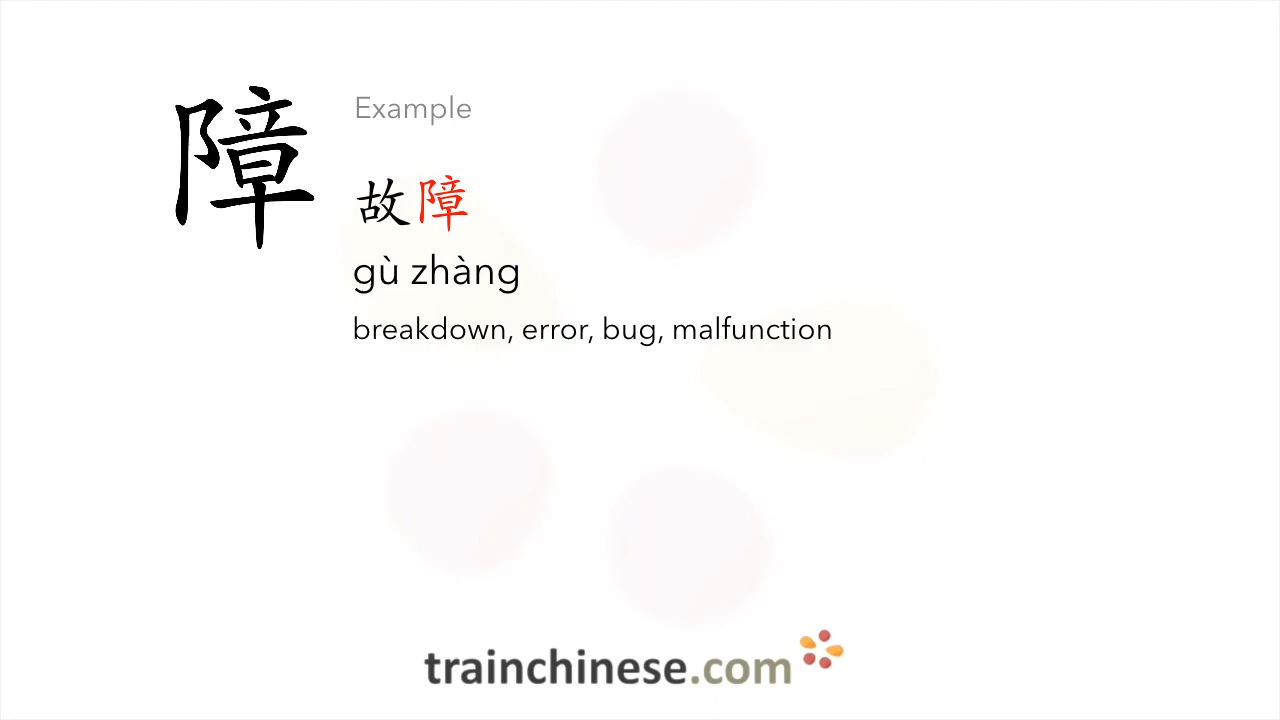 障
Example
故障
gù zhàng
breakdown, error, bug, malfunction
trainchinese.com